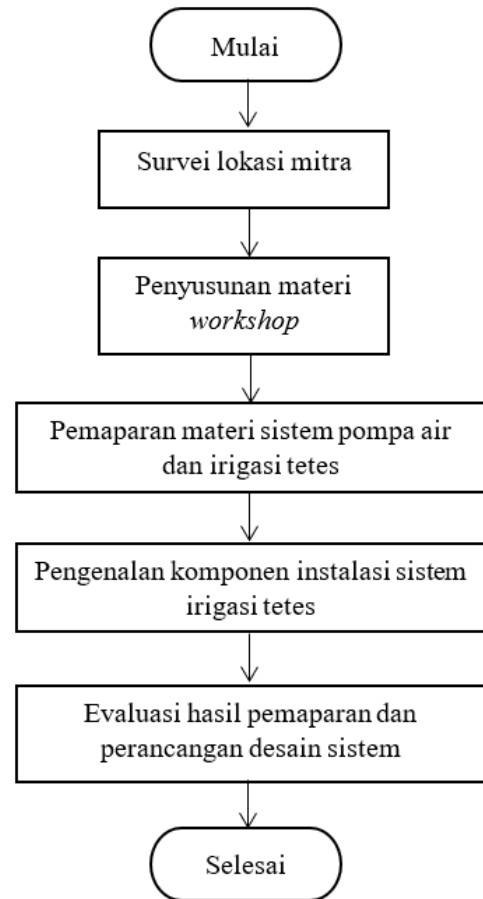 Mulai
Survei lokasi mitra
Penyusunan materi
workshop
Pemaparan materi sistem pompa air
dan irigasi tetes
Pengenalan komponen instalasi sistem
irigasi tetes
Evaluasi hasil pemaparan dan
perancangan desain sistem
Selesai